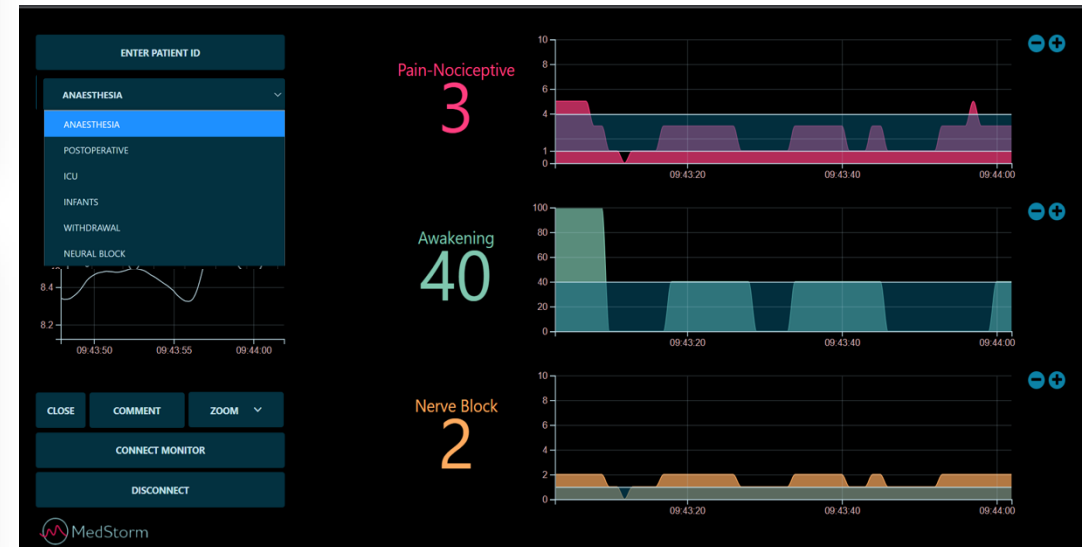 ENTER PATIENT ID
ANAESTHESIA
ANAESTHESIA
POSTOPERATIVE
ICU
INFANTS
WITHDRAWAL
NEURAL BLOCK
8.4
8.2
09:43:50 09:43:55 09:44:00
CLOSE COMMENT ZOOM
CONNECT MONITOR
DISCONNECT
MedStorm
Pain-Nociceptive
3
10
8
6
4
1
0
09:43:20 09:43:40 09:44:00
Awakening
40
100
80
60
40
20
0
09:43:20 09:43:40 09:44:00
Nerve Block
2
10
8
6
4
2
0
09:43:20 09:43:40 09:44:00